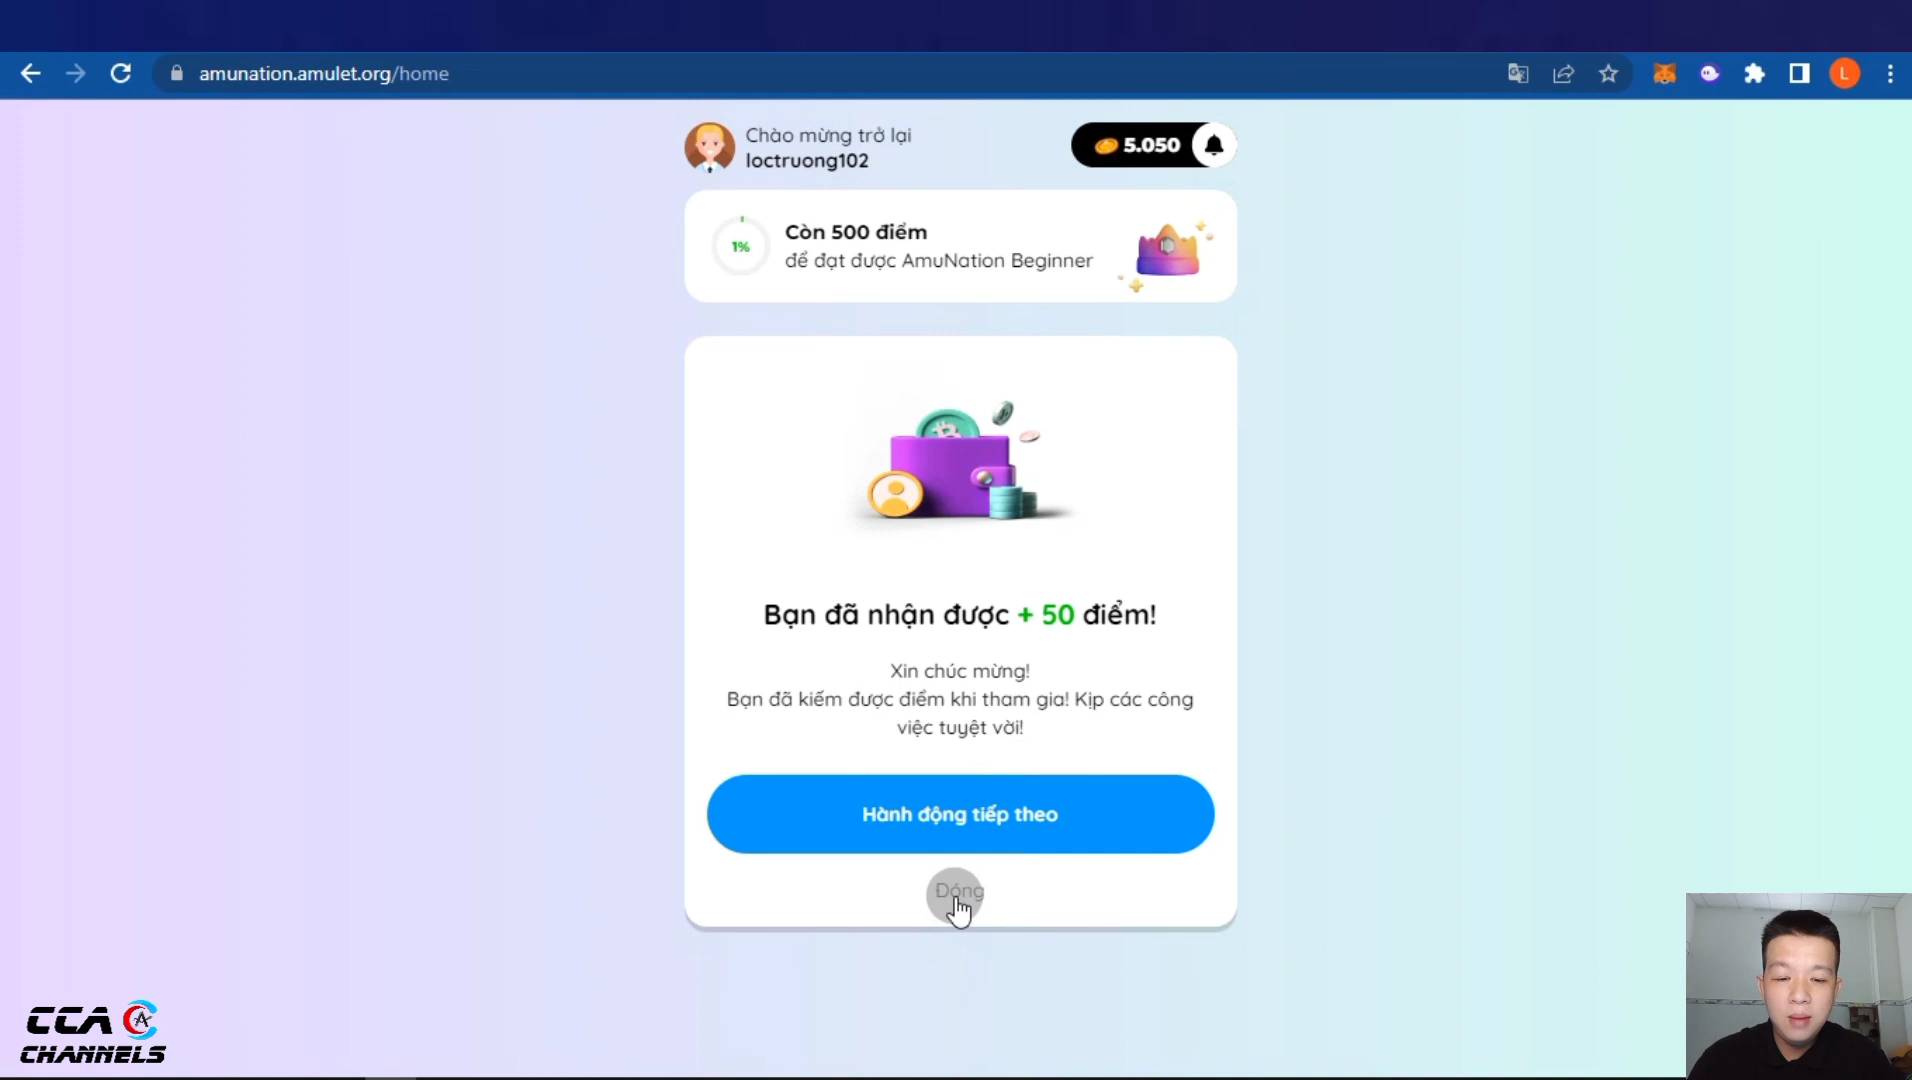 amunation.amulet.org/home
L
Chào mừng trở lại
loctruong102
5.050
1%
Còn 500 điểm
để đạt được AmuNation Beginner
Bạn đã nhận được + 50 điểm!
Xin chúc mừng!
Bạn đã kiếm được điểm khi tham gia! Kịp các công
việc tuyệt vời!
Hành động tiếp theo
Đóng
CCA
CHANNELS